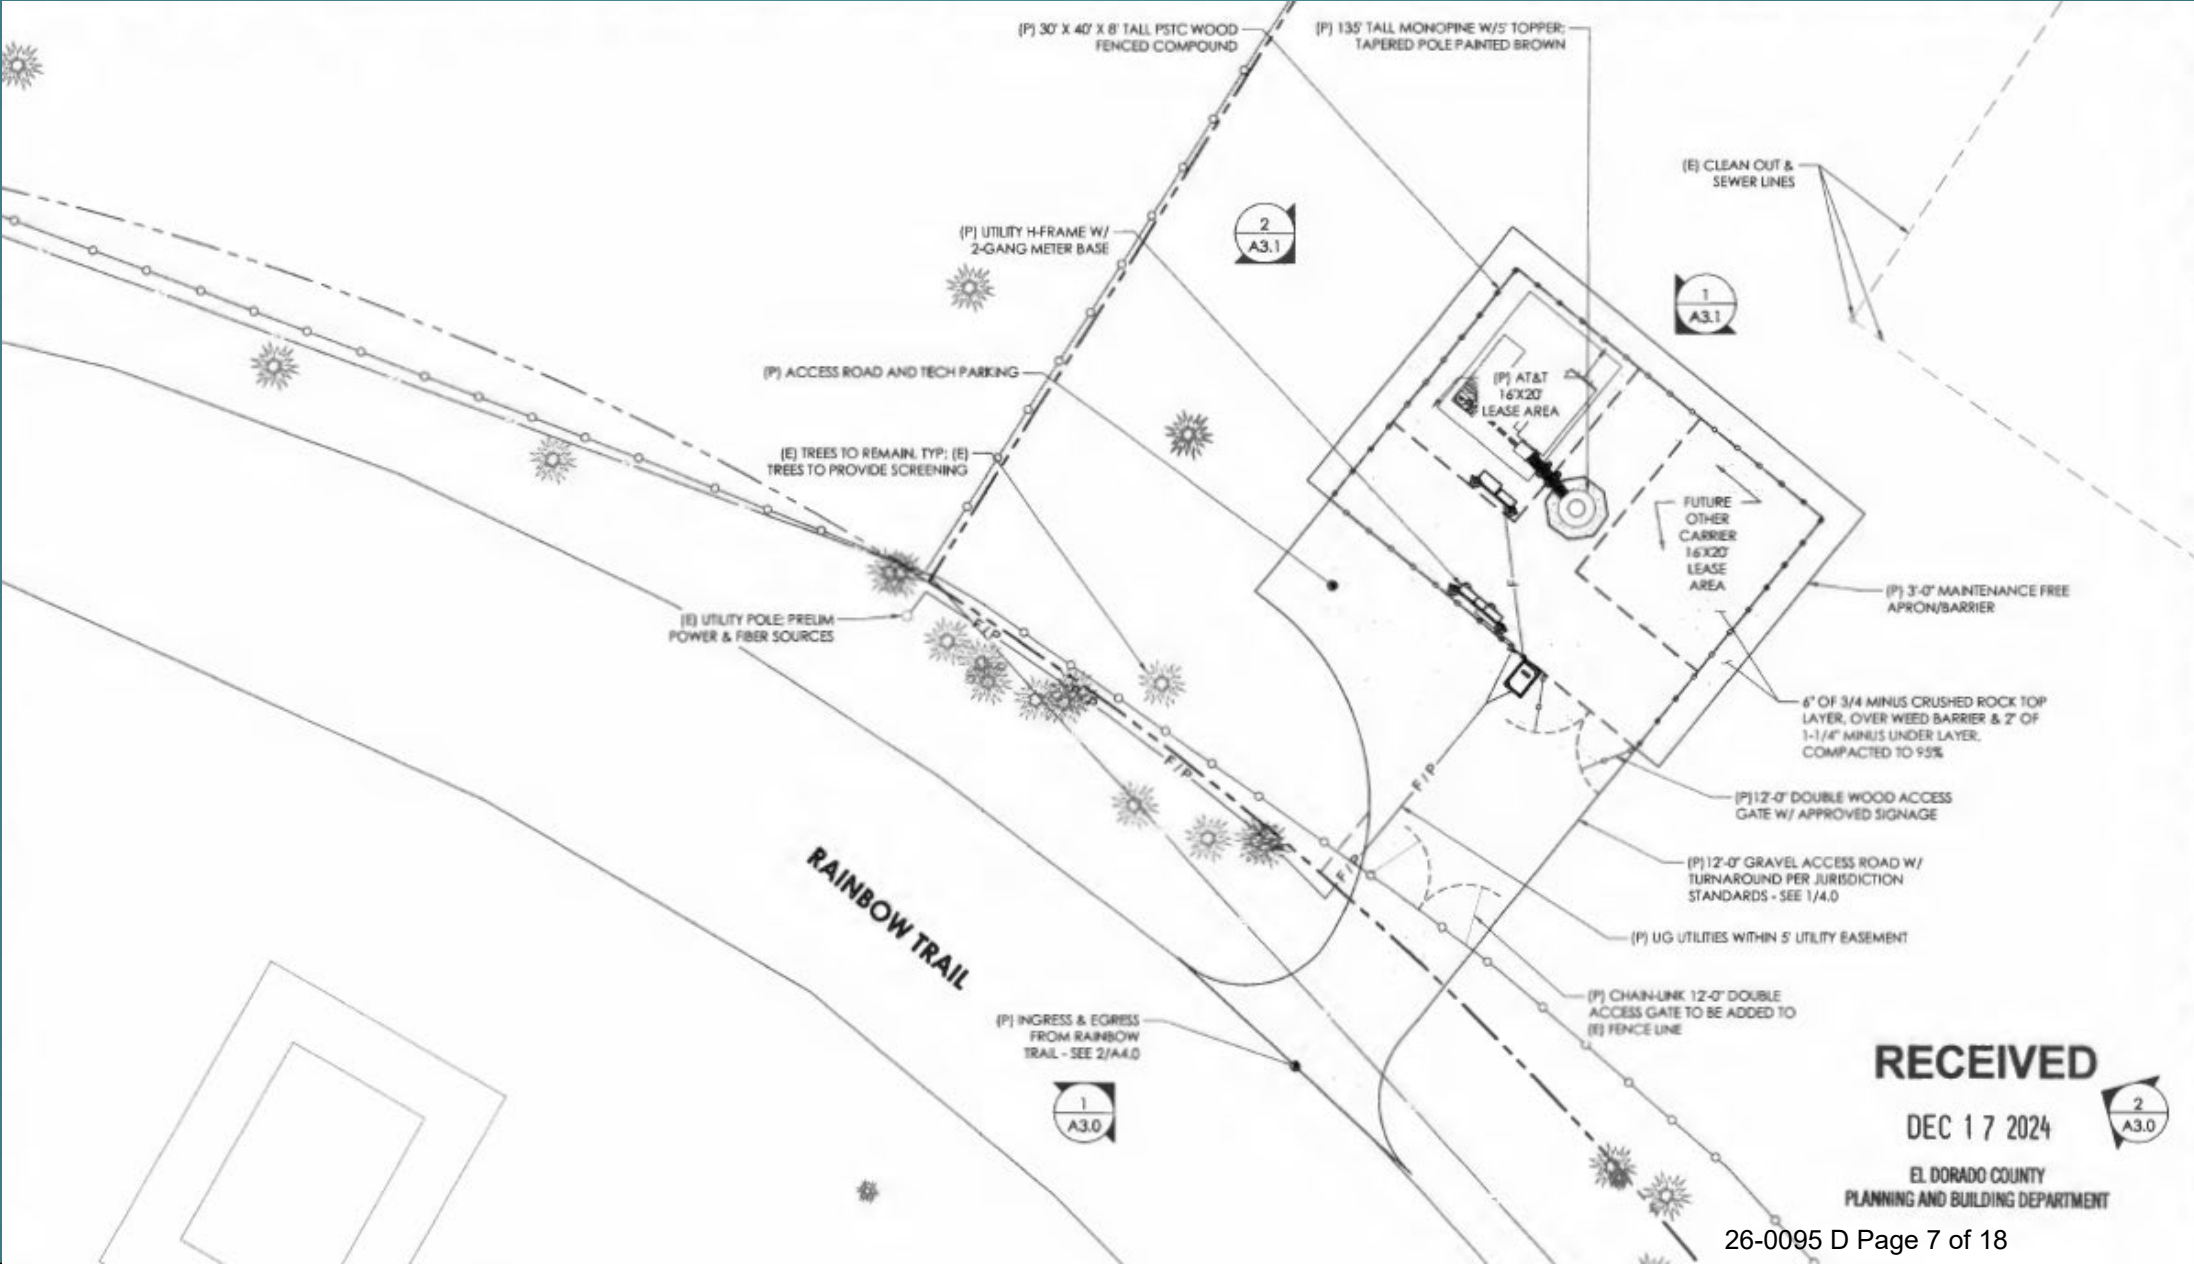 (P) 30' X 40' X 8' TALL PSTC WOOD
FENCED COMPOUND
(P) 135' TALL MONOPINE W/5' TOPPER;
TAPERED POLE PAINTED BROWN
(E) CLEAN OUT &
SEWER LINES
2
A3.1
(P) UTILITY H-FRAME W/
2-GANG METER BASE
1
A3.1
(P) ACCESS ROAD AND TECH PARKING
(P) AT&T
16'X20'
LEASE AREA
(E) TREES TO REMAIN, TYP; (E)
TREES TO PROVIDE SCREENING
FUTURE
OTHER
CARRIER
16'X20'
LEASE
AREA
F
(P) 3'-0" MAINTENANCE FREE
APRON/BARRIER
(E) UTILITY POLE; PRELIM
POWER & FIBER SOURCES
F/P
6" OF 3/4 MINUS CRUSHED ROCK TOP
LAYER, OVER WEED BARRIER & 2" OF
1-1/4" MINUS UNDER LAYER,
COMPACTED TO 95%
F/P
F/P
(P)12'-0" DOUBLE WOOD ACCESS
GATE W/ APPROVED SIGNAGE
F/P
(P)12'-0" GRAVEL ACCESS ROAD W/
TURNAROUND PER JURISDICTION
STANDARDS - SEE 1/4.0
RAINBOW TRAIL
(P) UG UTILITIES WITHIN 5' UTILITY EASEMENT
(P) CHAIN-LINK 12'-0" DOUBLE
ACCESS GATE TO BE ADDED TO
(E) FENCE LINE
(P) INGRESS & EGRESS
FROM RAINBOW
TRAIL - SEE 2/A4.0
1
A3.0
RECEIVED
DEC 17 2024
2
A3.0
EL DORADO COUNTY
PLANNING AND BUILDING DEPARTMENT
26-0095 D Page 7 of 18